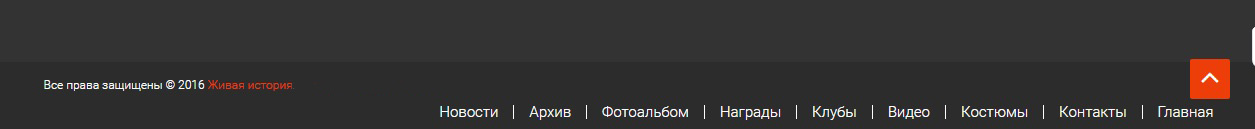 Все права защищены © 2016 Живая история.
Новости | Архив | Фотоальбом | Награды | Клубы | Видео | Костюмы | Контакты | Главная